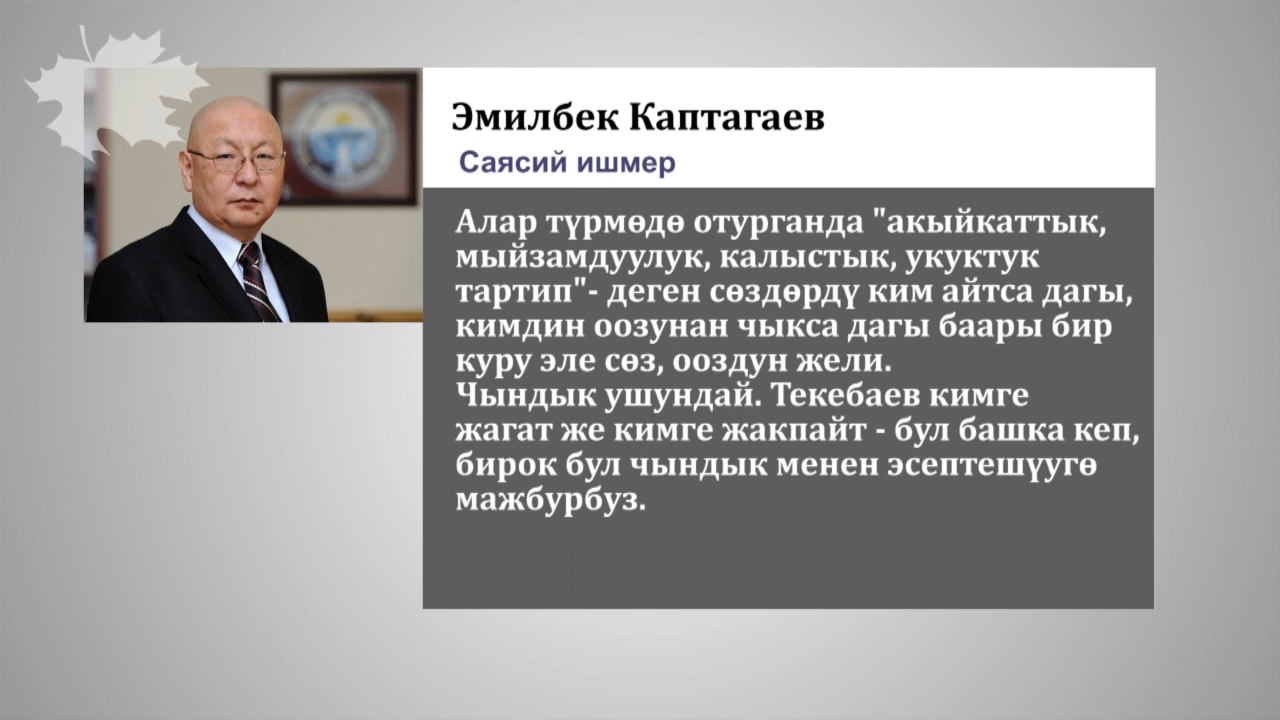 Эмилбек Каптагаев
Саясий ишмер
Алар түрмөдө отурганда "акыйкаттык,
мыйзамдуулук, калыстык, укуктук
тартип"- деген сөздөрдү ким айтса дагы,
кимдин оозунан чыкса дагы баары бир
куру эле сөз, ооздун жели.
Чындык ушундай. Текебаев кимге
жагат же кимге жакпайт - бул башка кеп,
бирок бул чындык менен эсептешүүгө
мажбурбуз.